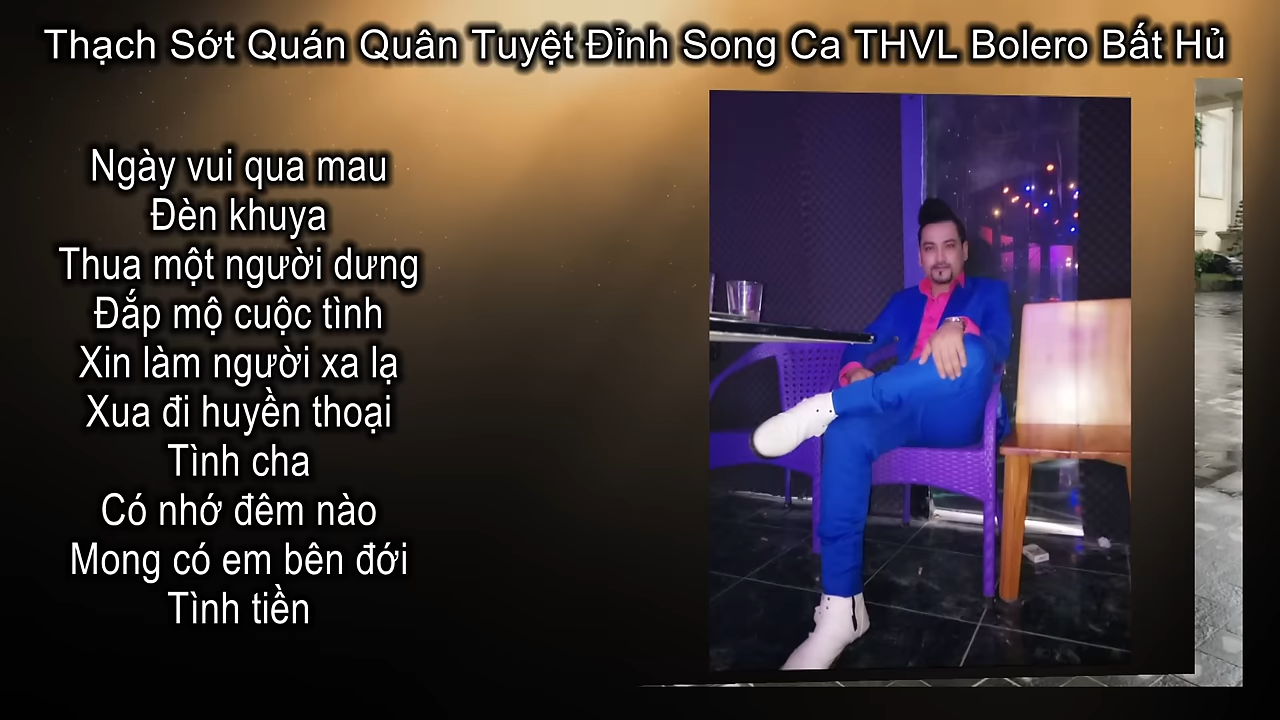 Thạch Sớt Quán Quân Tuyệt Đỉnh Song Ca THVL Bolero Bất Hủ
Ngày vui qua mau
Đèn khuya
Thua một người dưng
Đắp mộ cuộc tình
Xin làm người xa lạ
Xua đi huyền thoại
Tình cha
Có nhớ đêm nào
Mong có em bên đới
Tình tiền